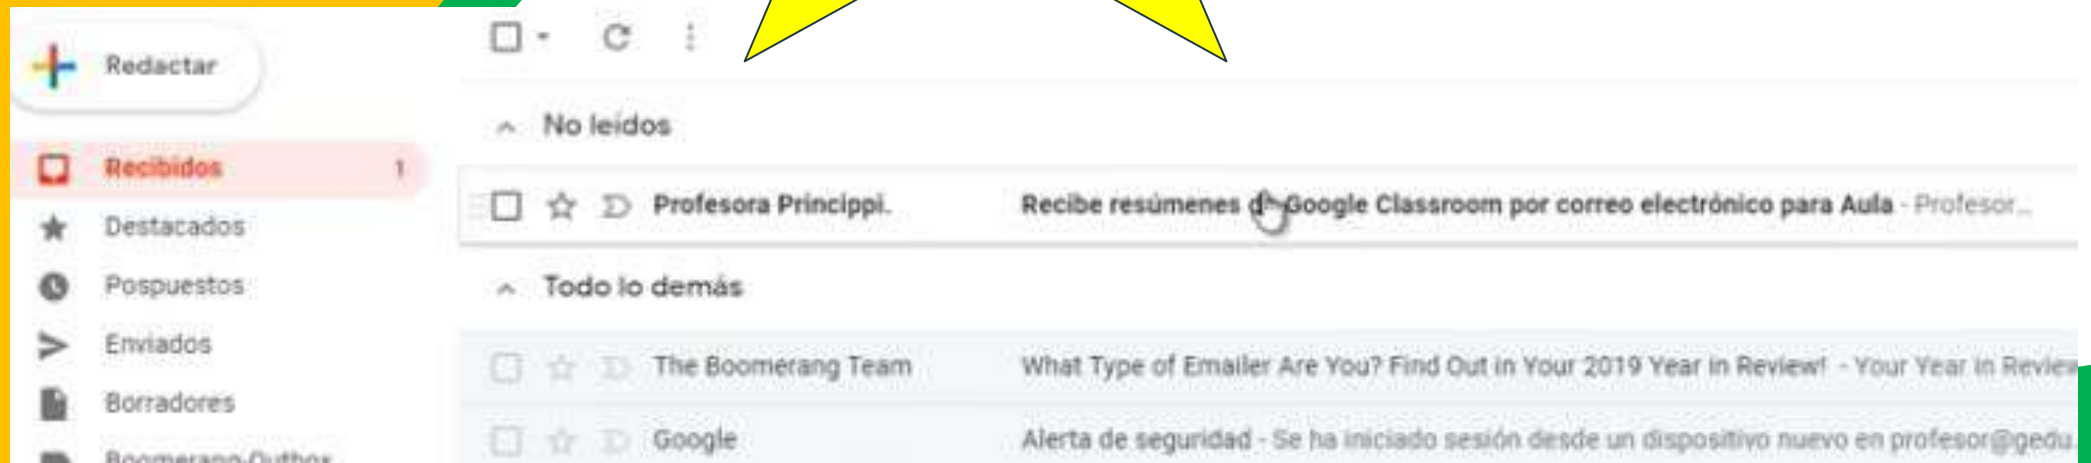 Redactar
Recibidos 1
Destacados
Pospuestos
Enviados
Borradores
Boomerang-Outbox
No leídos
Profesora Princippi. Recibe resúmenes d Google Classroom por correo electrónico para Aula - Profesor...
Todo lo demás
The Boomerang Team What Type of Emailer Are You? Find Out in Your 2019 Year in Review! - Your Year in Review
Google Alerta de seguridad - Se ha iniciado sesión desde un dispositivo nuevo en profesor@gedu